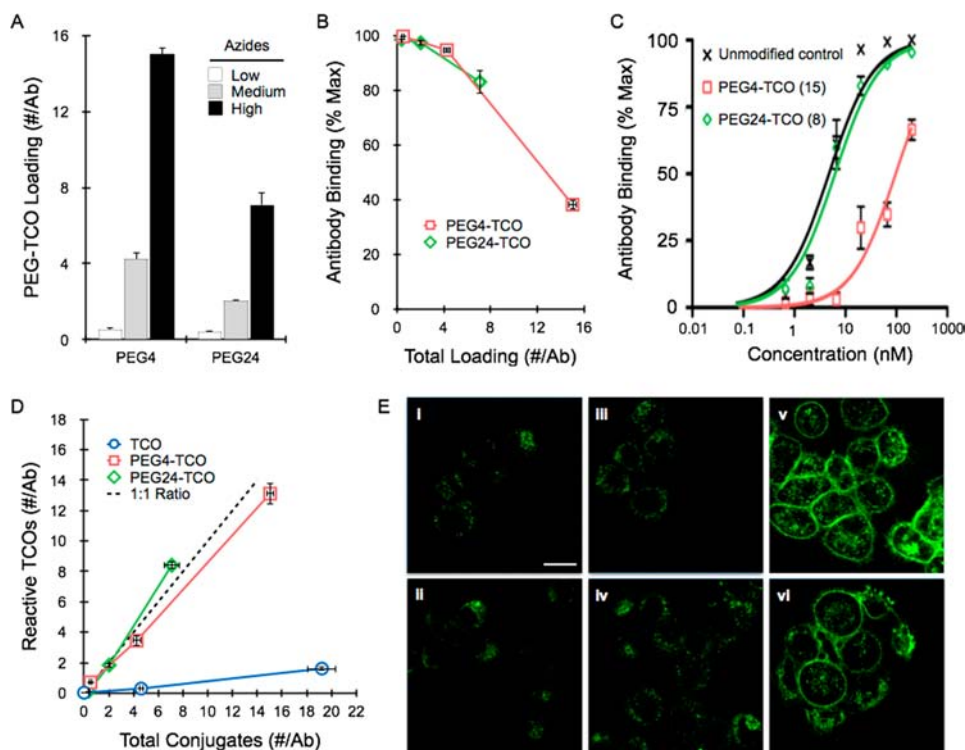 A
PEG-TCO Loading (#/Ab)
16
12
8
4
0
Azides
Low
Medium
High
PEG4
PEG24
B
Antibody Binding (% Max)
100
80
60
40
20
0
PEG4-TCO
PEG24-TCO
0 4 8 12 16
Total Loading (#/Ab)
C
Antibody Binding (% Max)
100
75
50
25
0
Unmodified control
PEG4-TCO (15)
PEG24-TCO (8)
0.01 0.1 1 10 100 1000
Concentration (nM)
D
Reactive TCOs (#/Ab)
18
16
14
12
10
8
6
4
2
0
TCO
PEG4-TCO
PEG24-TCO
1:1 Ratio
0 2 4 6 8 10 12 14 16 18 20 22
Total Conjugates (#/Ab)
E
i
iii
v
ii
iv
vi